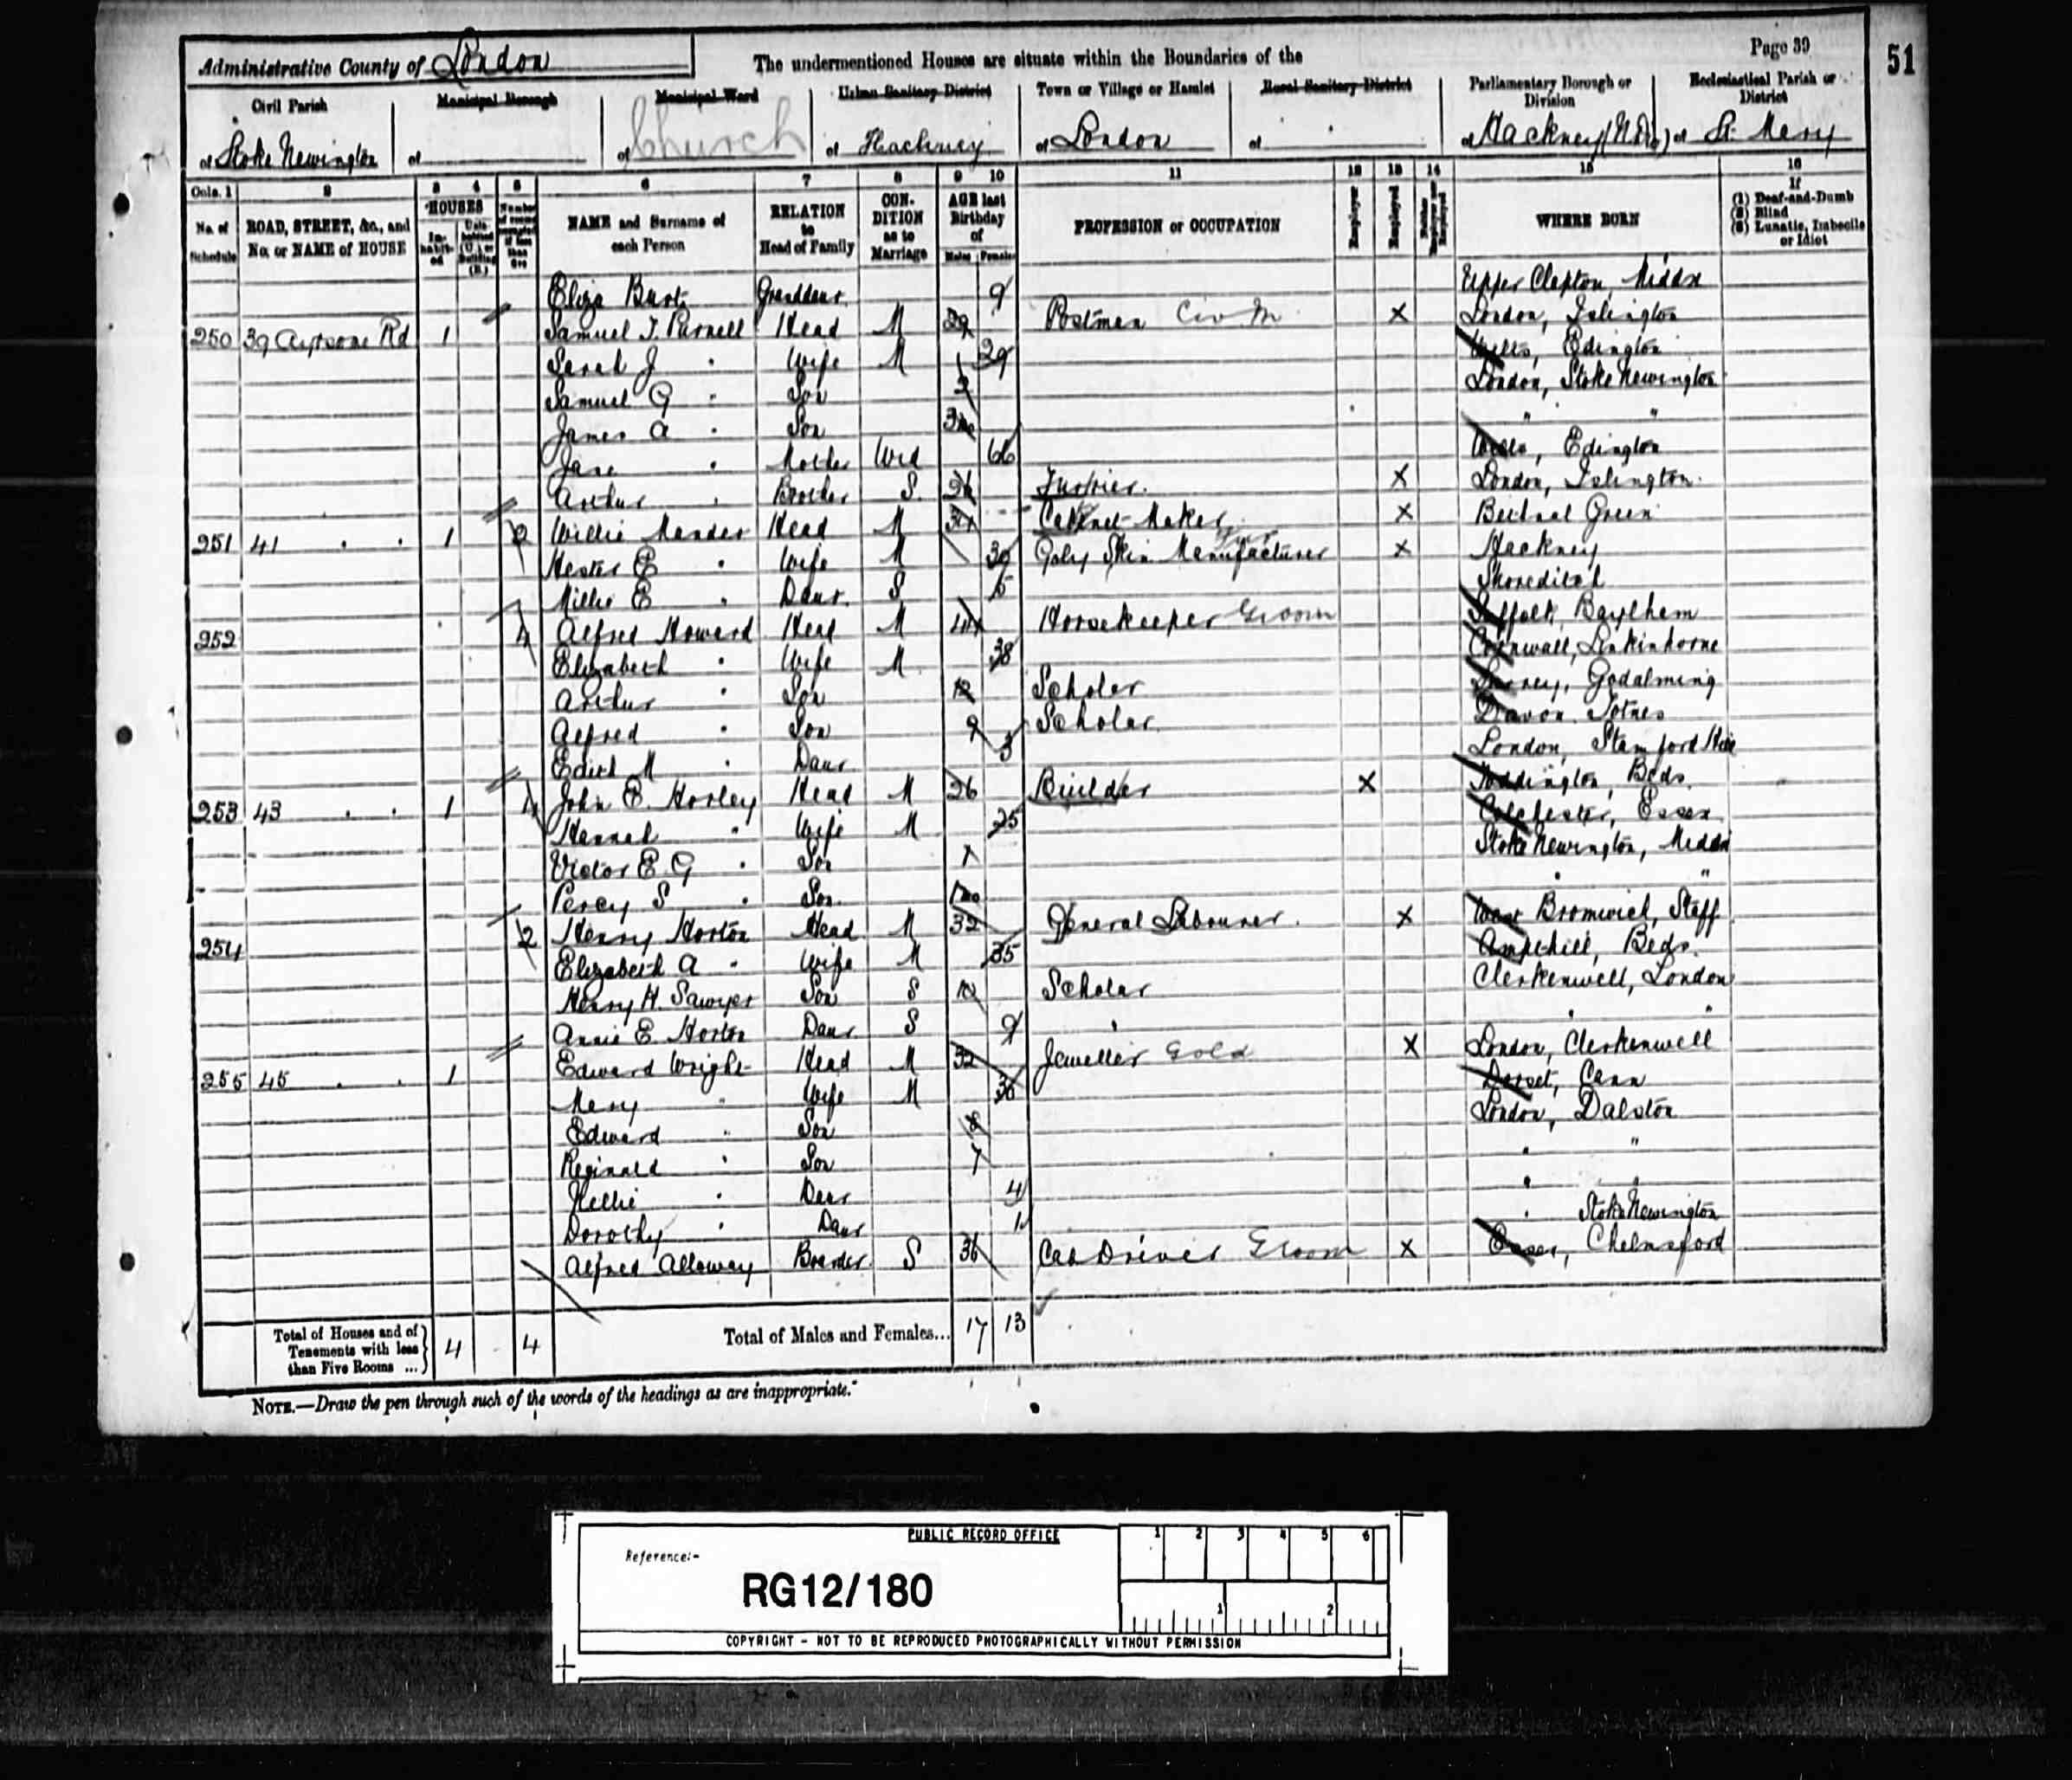 Page 39
51
Administrative County of London
The undermentioned Houses are situate within the Boundaries of the
Civil Parish
Municipal Borough
Municipal Ward
Urban Sanitary District
Town or Village or Hamlet
Rural Sanitary District
Parliamentary Borough or Division
Ecclesiastical Parish or District
of Stoke Newington of of Church of Hackney of London of of Hackney (N.Di) of St. Mary
Cols. 1 2 3 4 5 6 7 8 9 10 11 12 13 14 15 16
No. of Schedule
ROAD, STREET, &c., and No. or NAME of HOUSE
HOUSES
In-habit-ed
Uninhabited (U.) or Building (B.)
Number of rooms occupied if less than five
NAME and Surname of each Person
RELATION to Head of Family
CON-DITION as to Marriage
AGE last Birthday of
Males Females
PROFESSION or OCCUPATION
Employer
Employed
Neither Employer nor Employed
WHERE BORN
If
(1) Deaf-and-Dumb
(2) Blind
(3) Lunatic, Imbecile or Idiot
Eliza Burt Granddaur 9 Upper Clapton, Middx
250 39 Rd 1 Samuel J. Purnell Head M 29 Postman Civ M X London, Islington
Sarah J " Wife M 29 Wilts, Edington
Samuel G " Son 2 London, Stoke Newington
James A " Son 3mo " "
Jane " Mother Wid 66 Wilts, Edington
Arthur " Brother S 26 Furrier X London, Islington
251 41 " " 1 2 Willie Mander Head M 31 Cabinet Maker X Bethnal Green
Hester E " Wife M 30 Skin Manufacturer Fur X Hackney
Millie E " Daur. S 5 Shoreditch
252 4 Alfred Howard Head M 41 Horsekeeper Groom Suffolk, Baylham
Elizabeth " Wife M 38 Cornwall, Linkinhorne
Arthur " Son 12 Scholar Surrey, Godalming
Alfred " Son 9 Scholar Devon, Totnes
Edith M " Daur 3 London, Stamford Hill
253 43 " " 1 4 John E. Horley Head M 26 Builder X Toddington, Beds.
Hannah " Wife M 25 Colchester, Essex
Victor E. G " Son 1 Stoke Newington, Middx
Percy S " Son 1mo " "
254 2 Henry Horton Head M 32 General Labourer X West Bromwich, Staff
Elizabeth A " Wife M 35 Ampthill, Beds.
Henry H. Sawyer Son S 12 Scholar Clerkenwell, London
Annie E Horton Daur S 9 " " "
255 45 " " 1 Edward Wright Head M 32 Jeweller Gold X London, Clerkenwell
Mary " Wife M 30 Dorset, Cann
Edward " Son 8 London, Dalston
Reginald " Son 7 " "
Nellie " Daur 4 " "
Dorothy " Daur 1 " Stoke Newington
Alfred Alloway Boarder S 36 Cab Driver Groom X Essex, Chelmsford
Total of Houses and of Tenements with less than Five Rooms ... 4 4 Total of Males and Females... 17 13
NOTE.—Draw the pen through such of the words of the headings as are inappropriate.
PUBLIC RECORD OFFICE
1 2 3 4 5 6
Reference:-
RG12/180
1 2
COPYRIGHT - NOT TO BE REPRODUCED PHOTOGRAPHICALLY WITHOUT PERMISSION